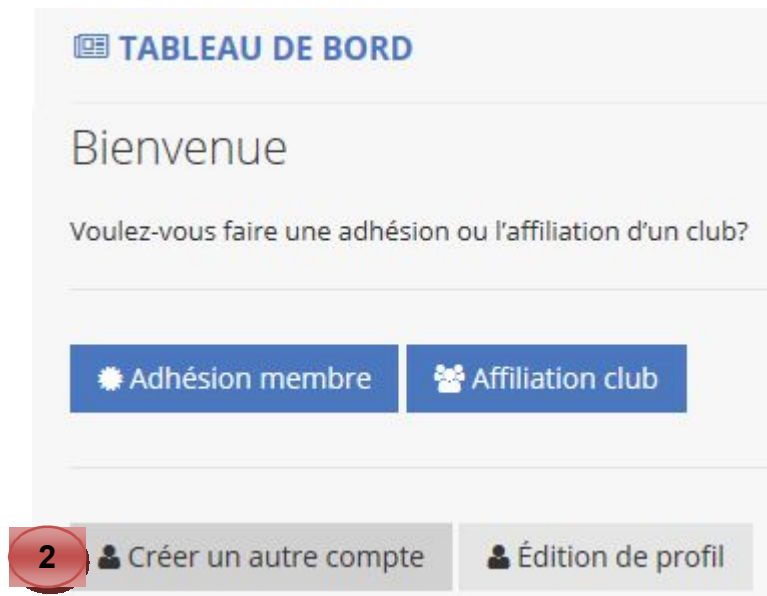 TABLEAU DE BORD
Bienvenue
Voulez-vous faire une adhésion ou l'affiliation d'un club?
Adhésion membre Affiliation club
2 Créer un autre compte Édition de profil